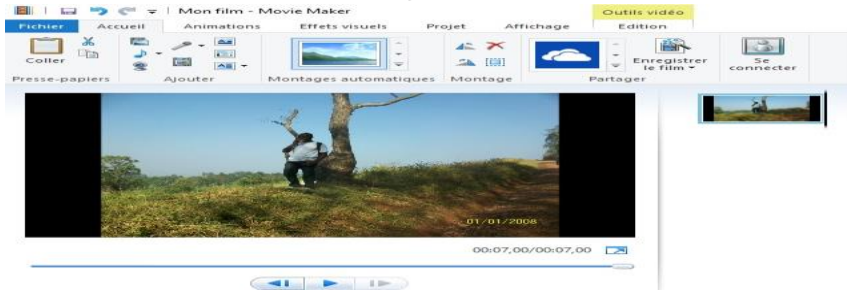 Mon film - Movie Maker
Outils vidéo
Fichier Accueil Animations Effets visuels Projet Affichage Edition
Coller
Enregistrer le film
Se connecter
Presse-papiers Ajouter Montages automatiques Montage Partager
01/01/2008
00:07,00/00:07,00